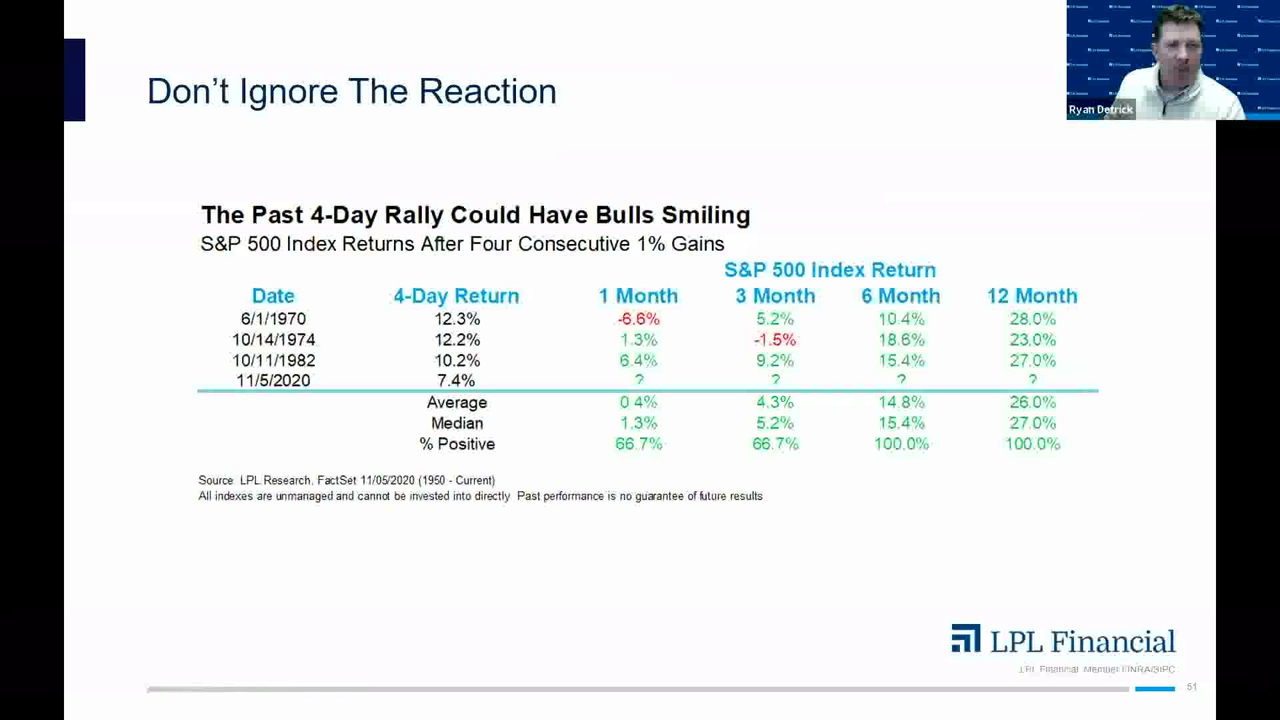 Don't Ignore The Reaction
Ryan Detrick
The Past 4-Day Rally Could Have Bulls Smiling
S&P 500 Index Returns After Four Consecutive 1% Gains
S&P 500 Index Return
Date 4-Day Return 1 Month 3 Month 6 Month 12 Month
6/1/1970 12.3% -6.6% 5.2% 10.4% 28.0%
10/14/1974 12.2% 1.3% -1.5% 18.6% 23.0%
10/11/1982 10.2% 6.4% 9.2% 15.4% 27.0%
11/5/2020 7.4% ? ? ? ?
Average 0.4% 4.3% 14.8% 26.0%
Median 1.3% 5.2% 15.4% 27.0%
% Positive 66.7% 66.7% 100.0% 100.0%
Source: LPL Research, FactSet 11/05/2020 (1950 - Current)
All indexes are unmanaged and cannot be invested into directly. Past performance is no guarantee of future results
LPL Financial
LPL Financial Member FINRA/SIPC
51